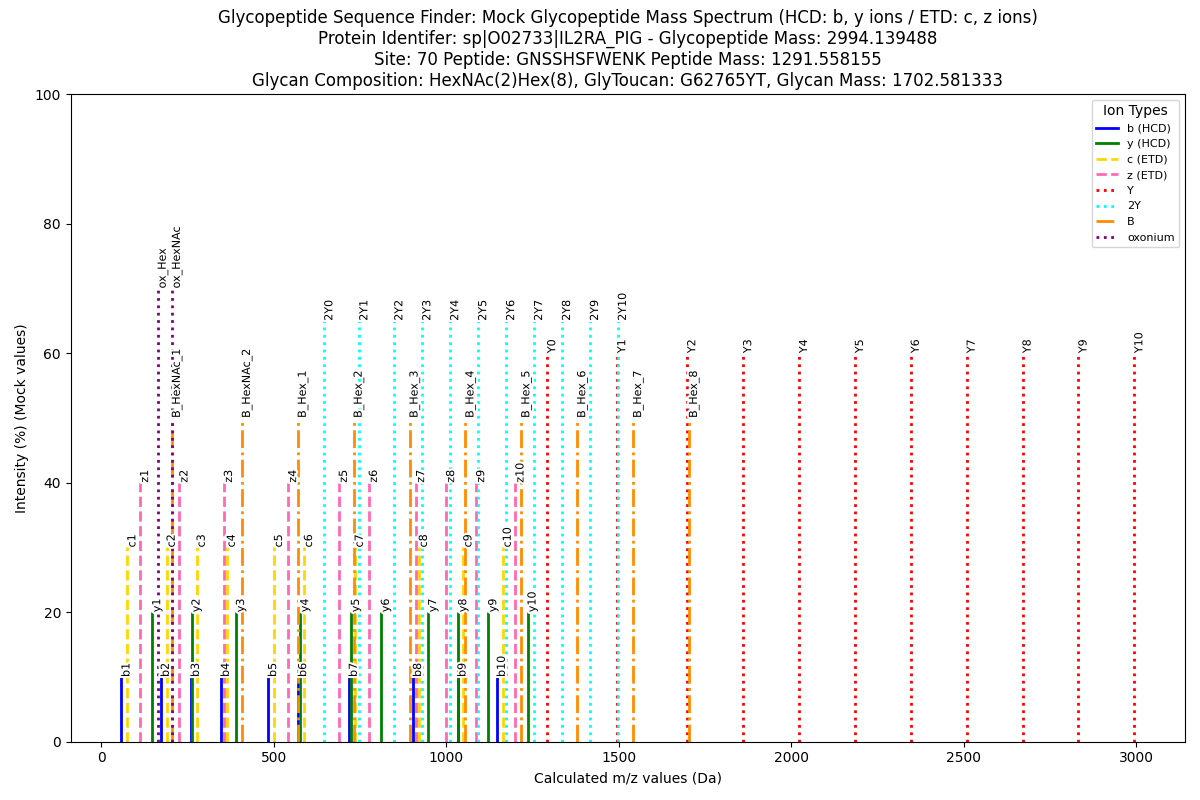 Glycopeptide Sequence Finder: Mock Glycopeptide Mass Spectrum (HCD: b, y ions / ETD: c, z ions)
Protein Identifer: sp|O02733|IL2RA_PIG - Glycopeptide Mass: 2994.139488
Site: 70 Peptide: GNSSHSFWENK Peptide Mass: 1291.558155
Glycan Composition: HexNAc(2)Hex(8), GlyToucan: G62765YT, Glycan Mass: 1702.581333
100
80
60
40
20
0
Intensity (%) (Mock values)
Ion Types
b (HCD)
y (HCD)
c (ETD)
z (ETD)
Y
2Y
B
oxonium
ox_Hex
ox_HexNAc
2Y0
2Y1
2Y2
2Y3
2Y4
2Y5
2Y6
2Y7
2Y8
2Y9
2Y10
Y0
Y1
Y2
Y3
Y4
Y5
Y6
Y7
Y8
Y9
Y10
B_HexNAc_1
B_HexNAc_2
B_Hex_1
B_Hex_2
B_Hex_3
B_Hex_4
B_Hex_5
B_Hex_6
B_Hex_7
B_Hex_8
z1
z2
z3
z4
z5
z6
z7
z8
z9
z10
c1
c2
c3
c4
c5
c6
c7
c8
c9
c10
y1
y2
y3
y4
y5
y6
y7
y8
y9
y10
b1
b2
b3
b4
b5
b6
b7
b8
b9
b10
0
500
1000
1500
2000
2500
3000
Calculated m/z values (Da)